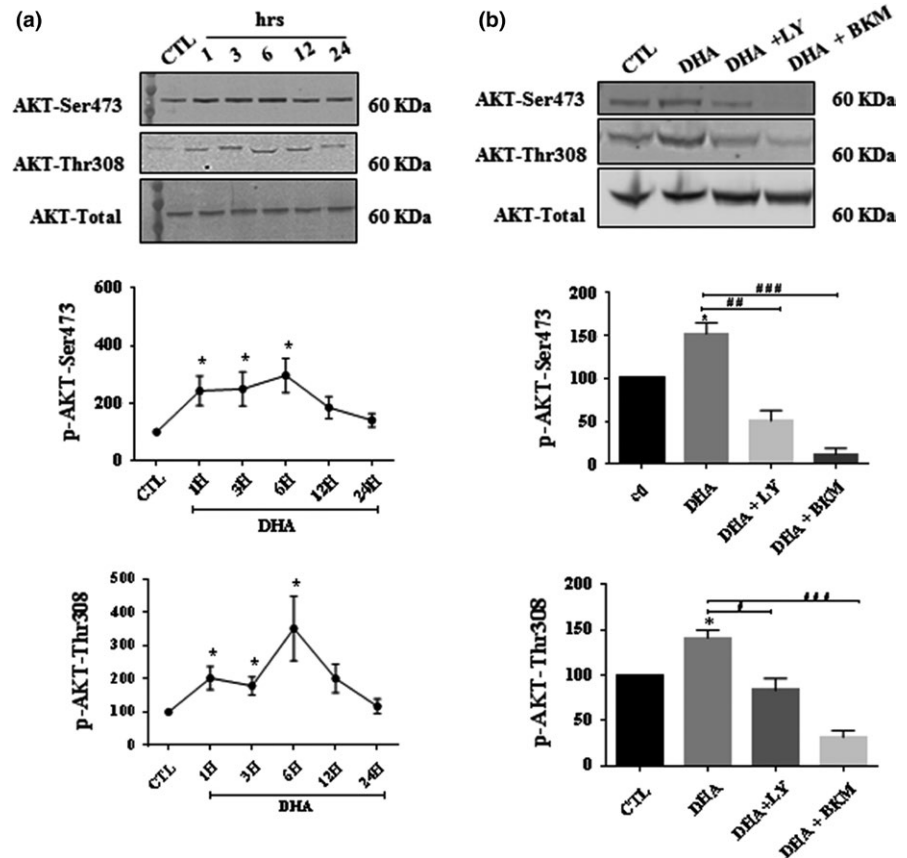 (a)
hrs
CTL 1 3 6 12 24
AKT-Ser473 60 KDa
AKT-Thr308 60 KDa
AKT-Total 60 KDa
p-AKT-Ser473
600
400
200
0
CTL 1H 3H 6H 12H 24H
DHA
* * *
p-AKT-Thr308
500
400
300
200
100
0
CTL 1H 3H 6H 12H 24H
DHA
* * *
(b)
CTL DHA DHA +LY DHA + BKM
AKT-Ser473 60 KDa
AKT-Thr308 60 KDa
AKT-Total 60 KDa
p-AKT-Ser473
200
150
100
50
0
###
##
*
DHA DHA +LY DHA + BKM
p-AKT-Thr308
200
150
100
50
0
###
#
*
CTL DHA DHA+LY DHA + BKM